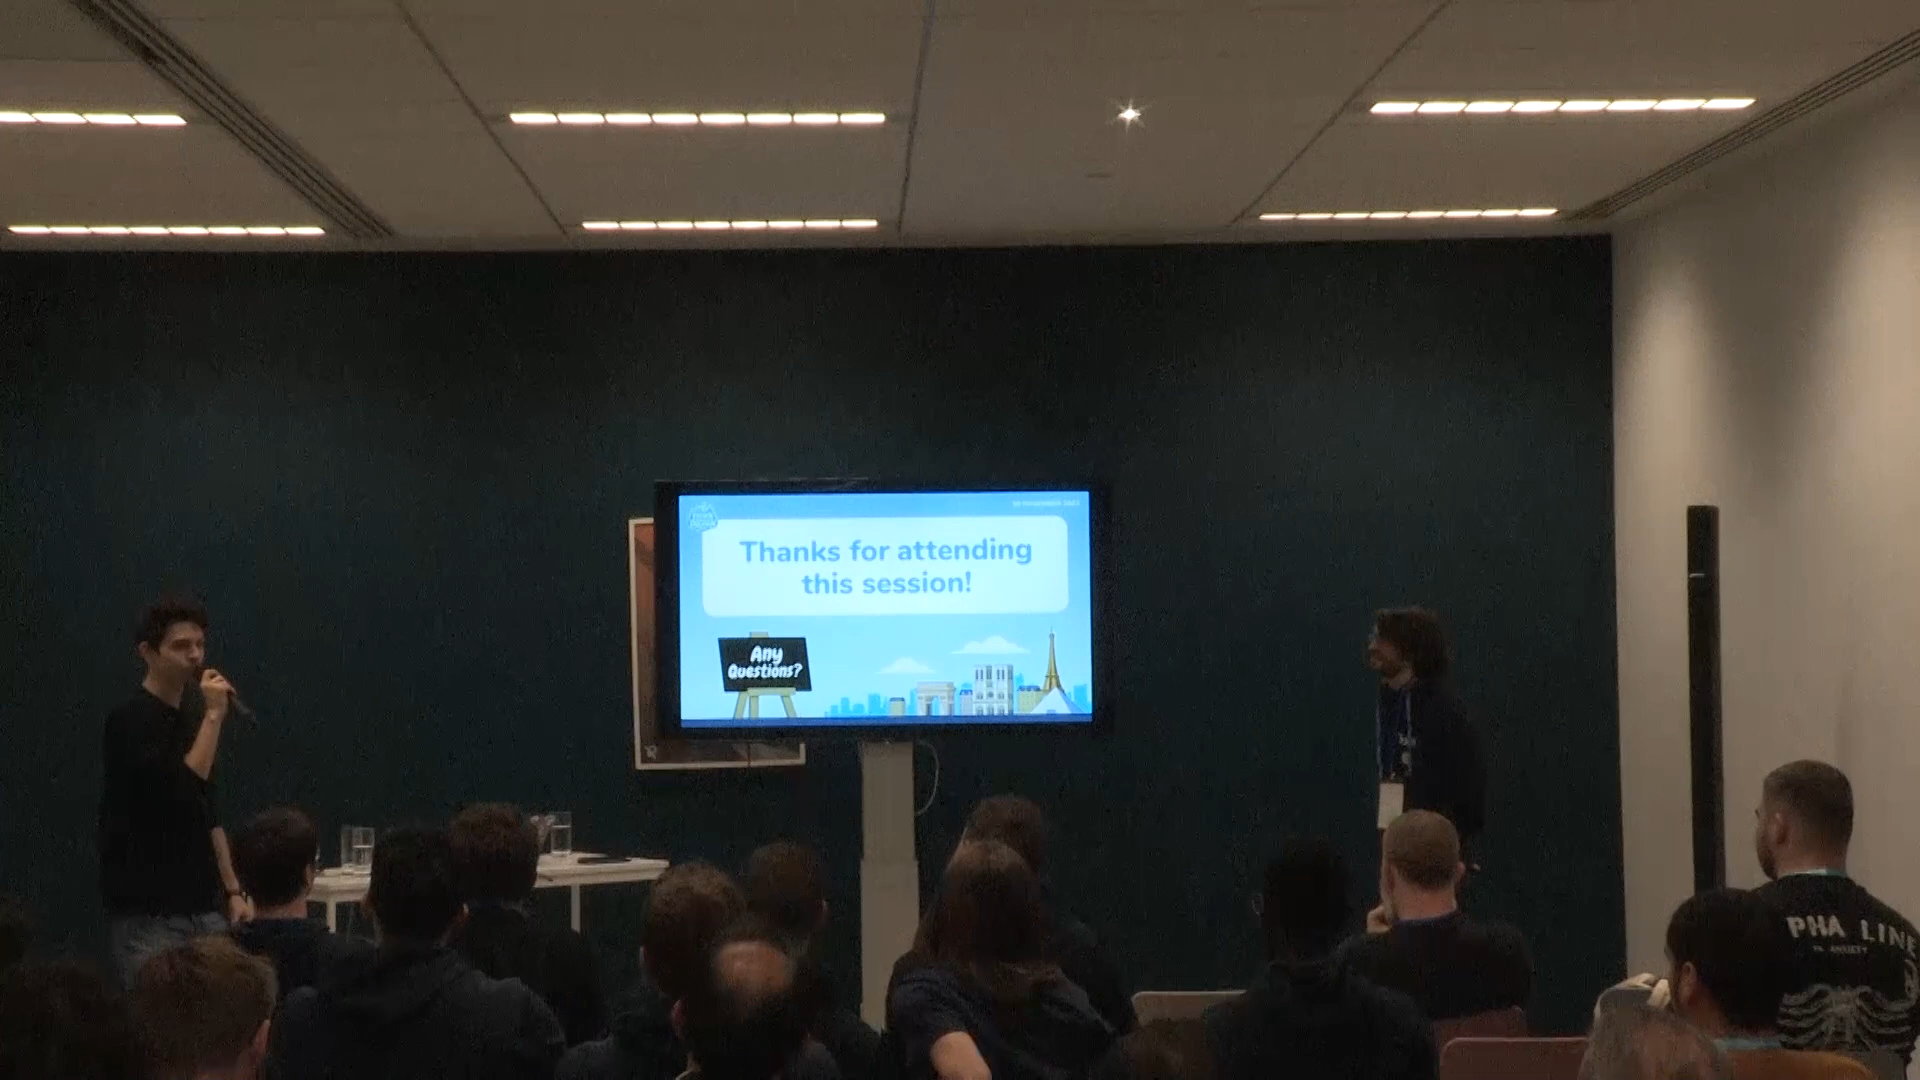 Thanks for attending
this session!
Any
Questions?
PHA LINE